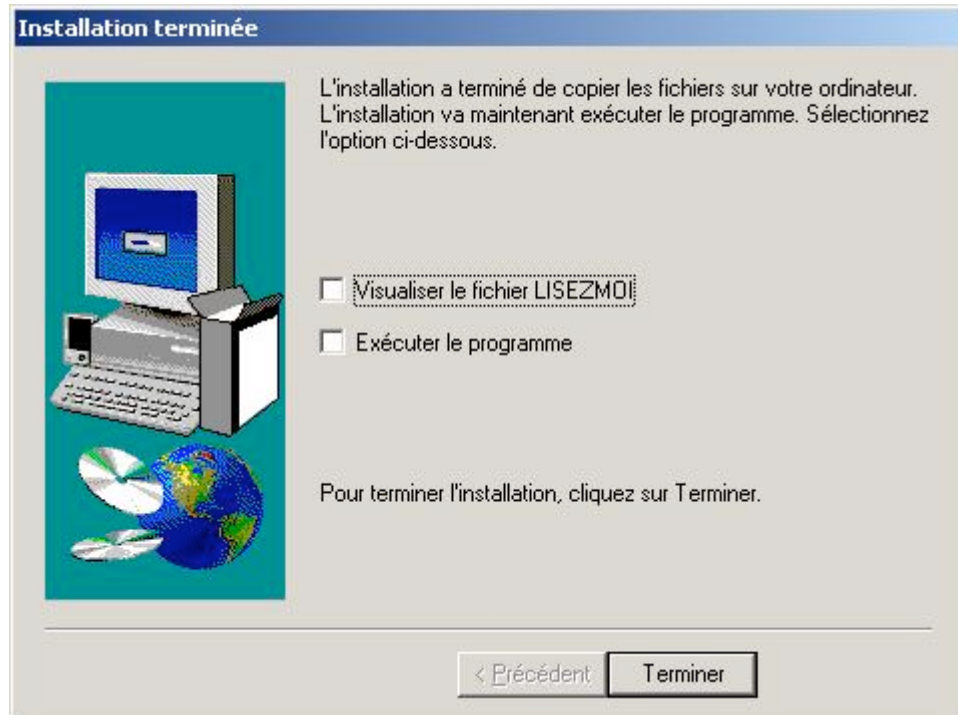 Installation terminée
L'installation a terminé de copier les fichiers sur votre ordinateur.
L'installation va maintenant exécuter le programme. Sélectionnez
l'option ci-dessous.
Visualiser le fichier LISEZMOI
Exécuter le programme
Pour terminer l'installation, cliquez sur Terminer.
< Précédent
Terminer